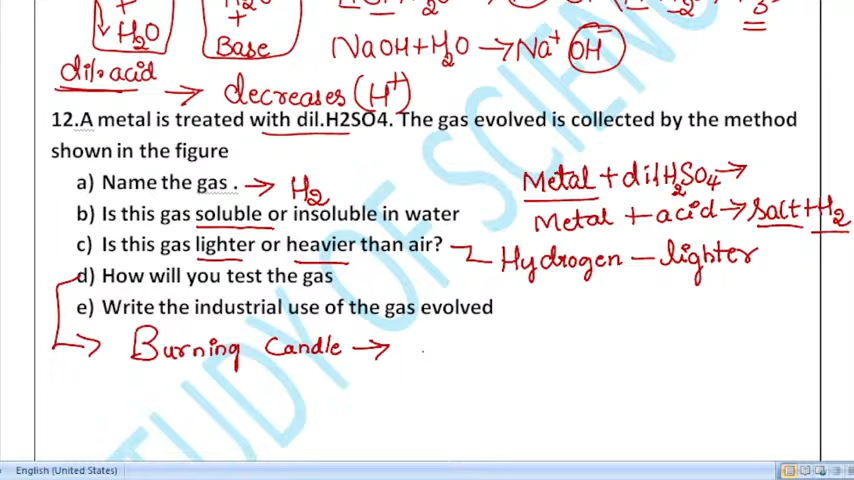 H2O
H2O
+
Base
NaOH + H2O → Na+ OH−
dil. acid
→ decreases (H+)
12.A metal is treated with dil.H2SO4. The gas evolved is collected by the method
shown in the figure
a) Name the gas . → H2
Metal + dil H2SO4 →
b) Is this gas soluble or insoluble in water
Metal + acid → Salt + H2
c) Is this gas lighter or heavier than air?
Hydrogen – lighter
d) How will you test the gas
e) Write the industrial use of the gas evolved
→ Burning Candle →
STUDY OF SCIENCE
English (United States)